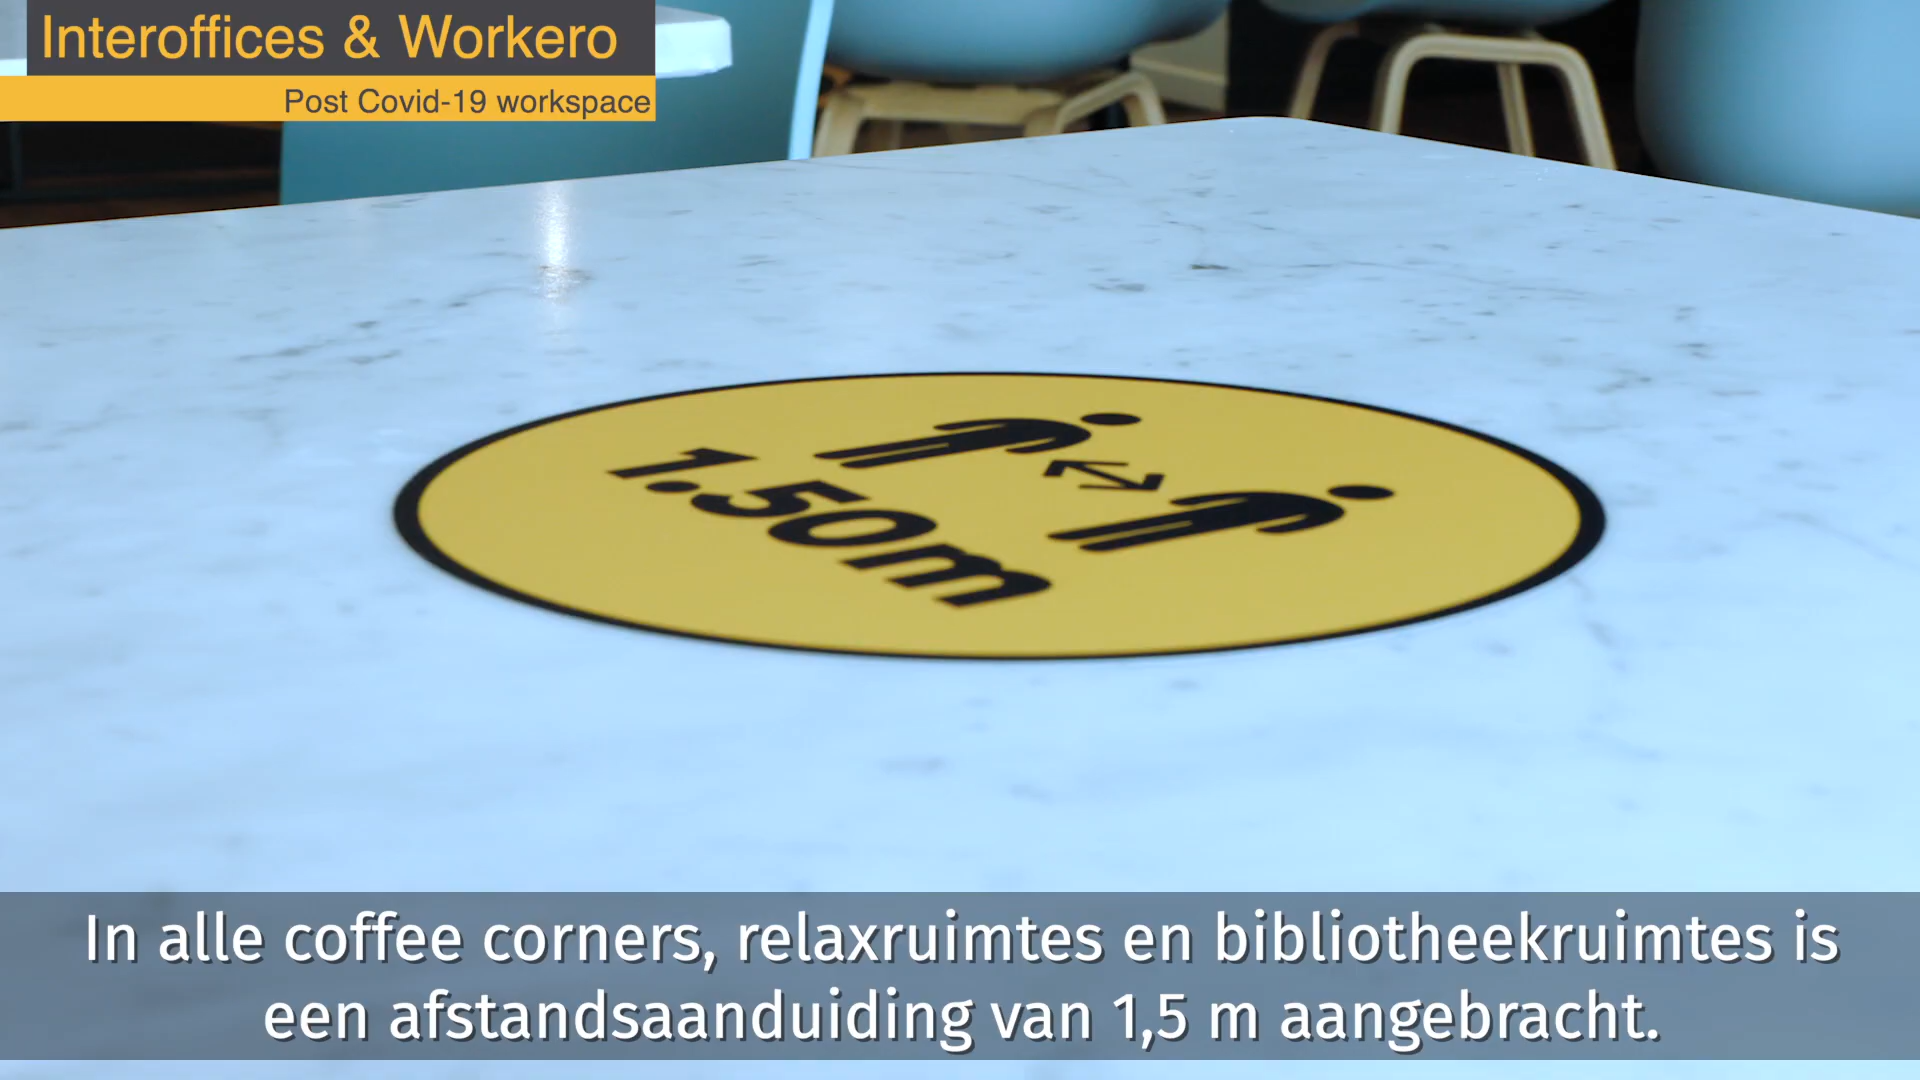 Interoffices & Workero
Post Covid-19 workspace
1.50m
In alle coffee corners, relaxruimtes en bibliotheekruimtes is
een afstandsaanduiding van 1,5 m aangebracht.